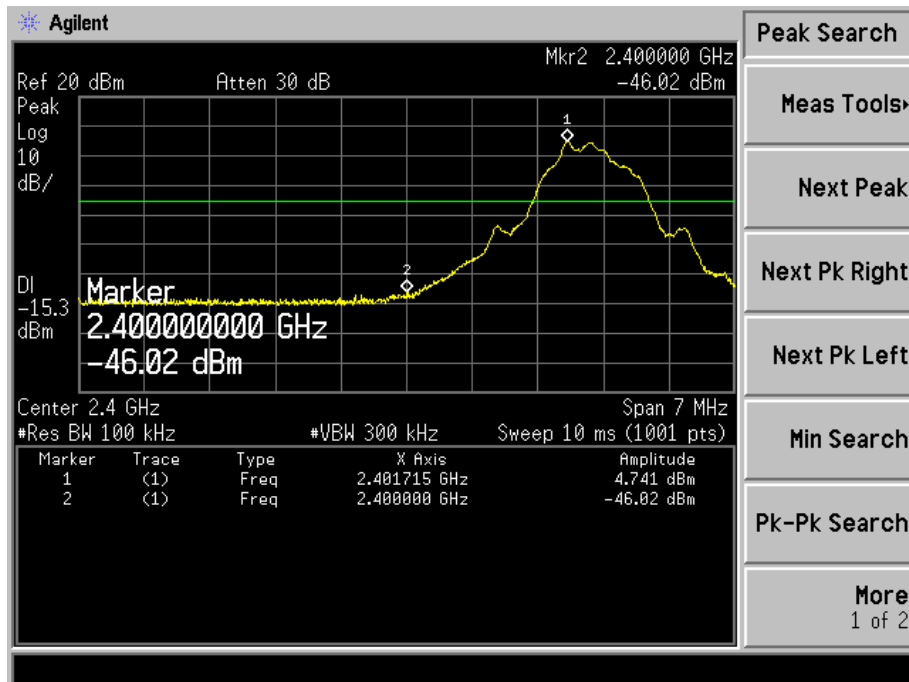 Agilent
Peak Search
Mkr2 2.400000 GHz
Ref 20 dBm Atten 30 dB -46.02 dBm
Peak
Log
10
dB/
1
2
DI
-15.3
dBm
Marker
2.400000000 GHz
-46.02 dBm
Center 2.4 GHz Span 7 MHz
#Res BW 100 kHz #VBW 300 kHz Sweep 10 ms (1001 pts)
Marker Trace Type X Axis Amplitude
1 (1) Freq 2.401715 GHz 4.741 dBm
2 (1) Freq 2.400000 GHz -46.02 dBm
Meas Tools
Next Peak
Next Pk Right
Next Pk Left
Min Search
Pk-Pk Search
More
1 of 2